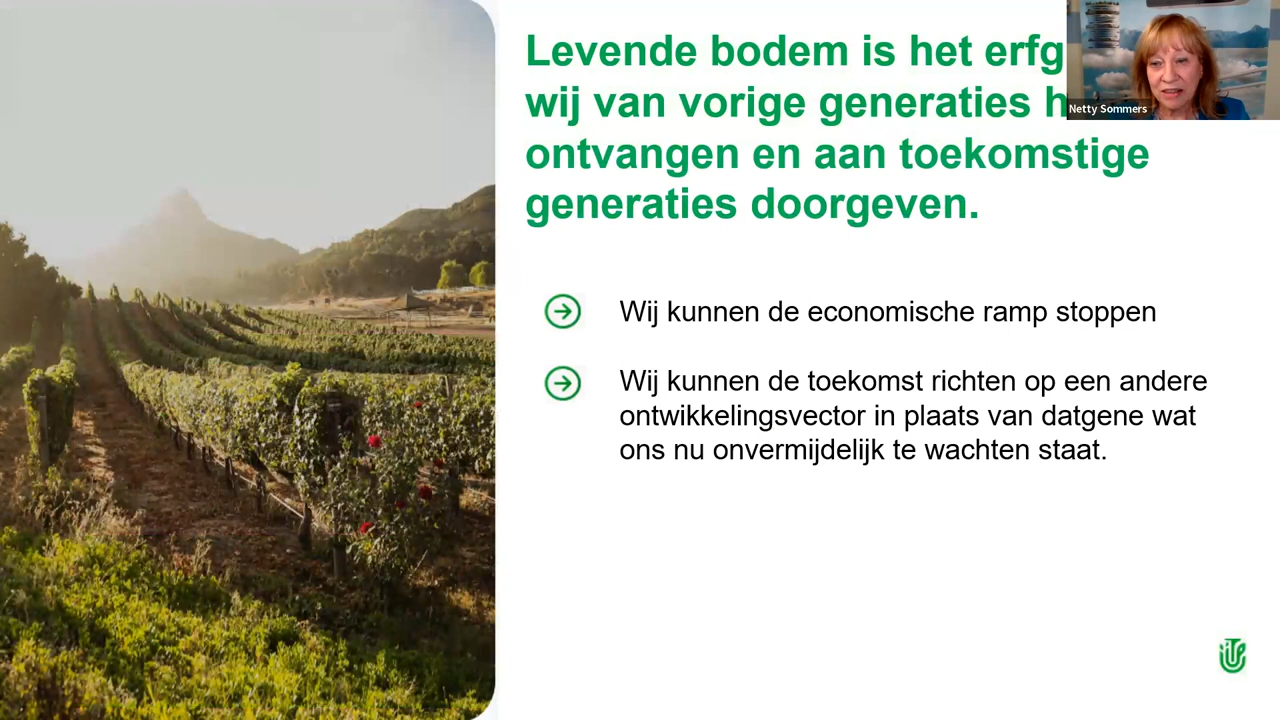 Levende bodem is het
wij van vorige generaties
ontvangen en aan toekomstige
generaties doorgeven.
Netty Sommers
Wij kunnen de economische ramp stoppen
Wij kunnen de toekomst richten op een andere
ontwikkelingsvector in plaats van datgene wat
ons nu onvermijdelijk te wachten staat.